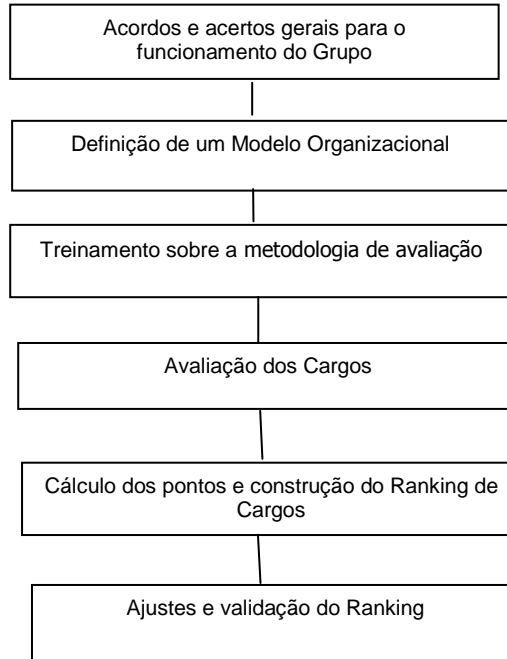 Acordos e acertos gerais para o
funcionamento do Grupo
Definição de um Modelo Organizacional
Treinamento sobre a metodologia de avaliação
Avaliação dos Cargos
Cálculo dos pontos e construção do Ranking de
Cargos
Ajustes e validação do Ranking